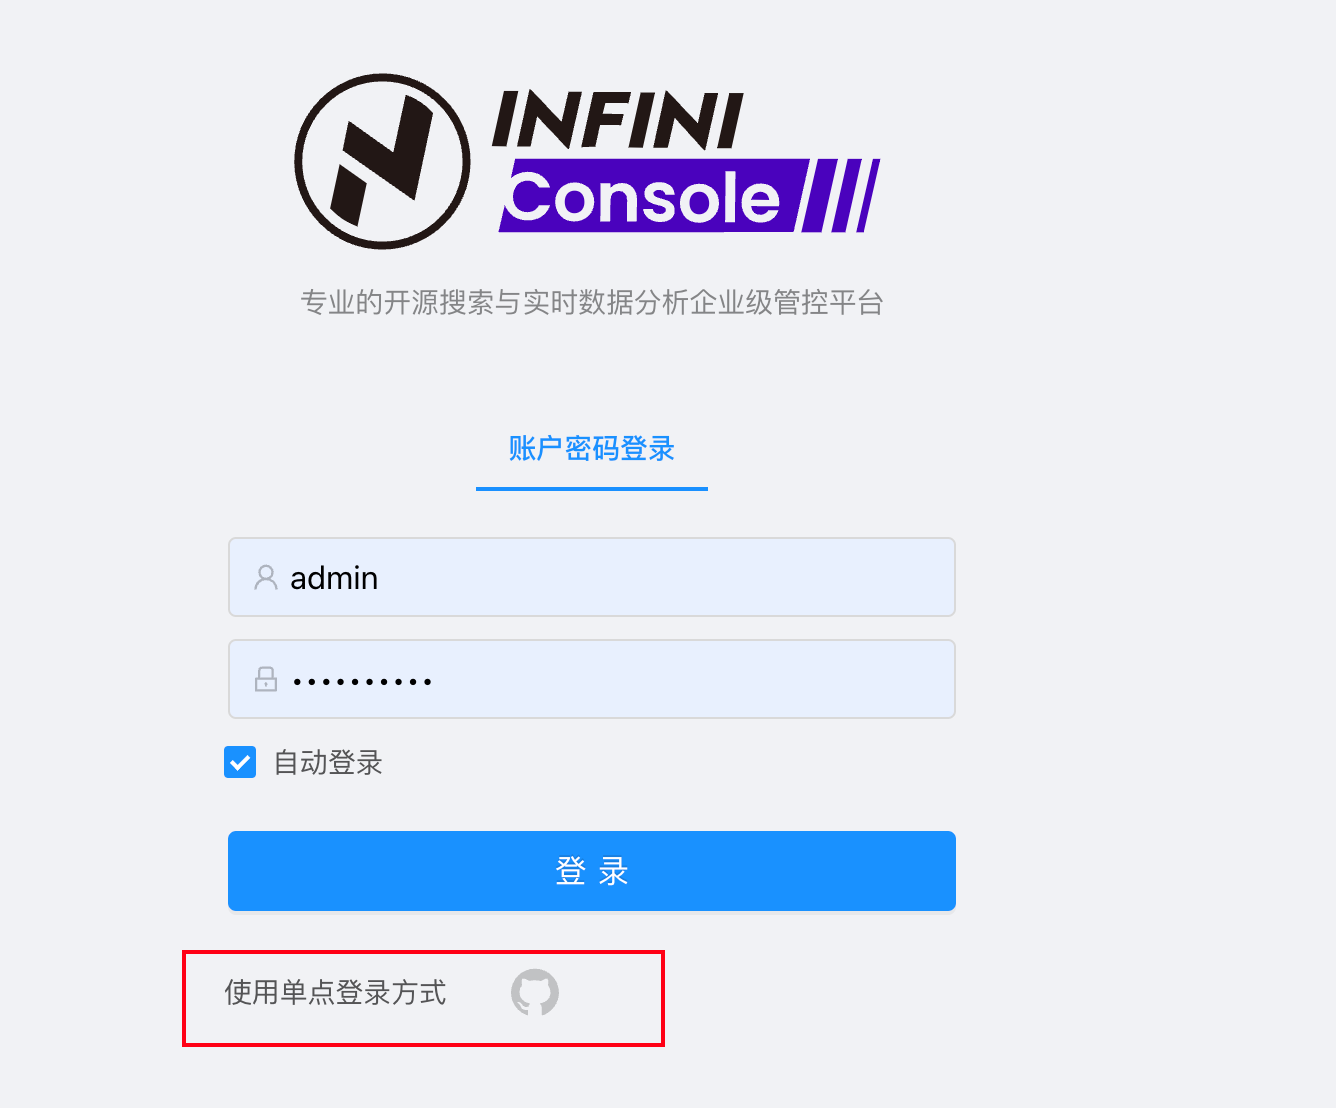 INFINI
Console
专业的开源搜索与实时数据分析企业级管控平台
账户密码登录
admin
••••••••••
自动登录
登 录
使用单点登录方式